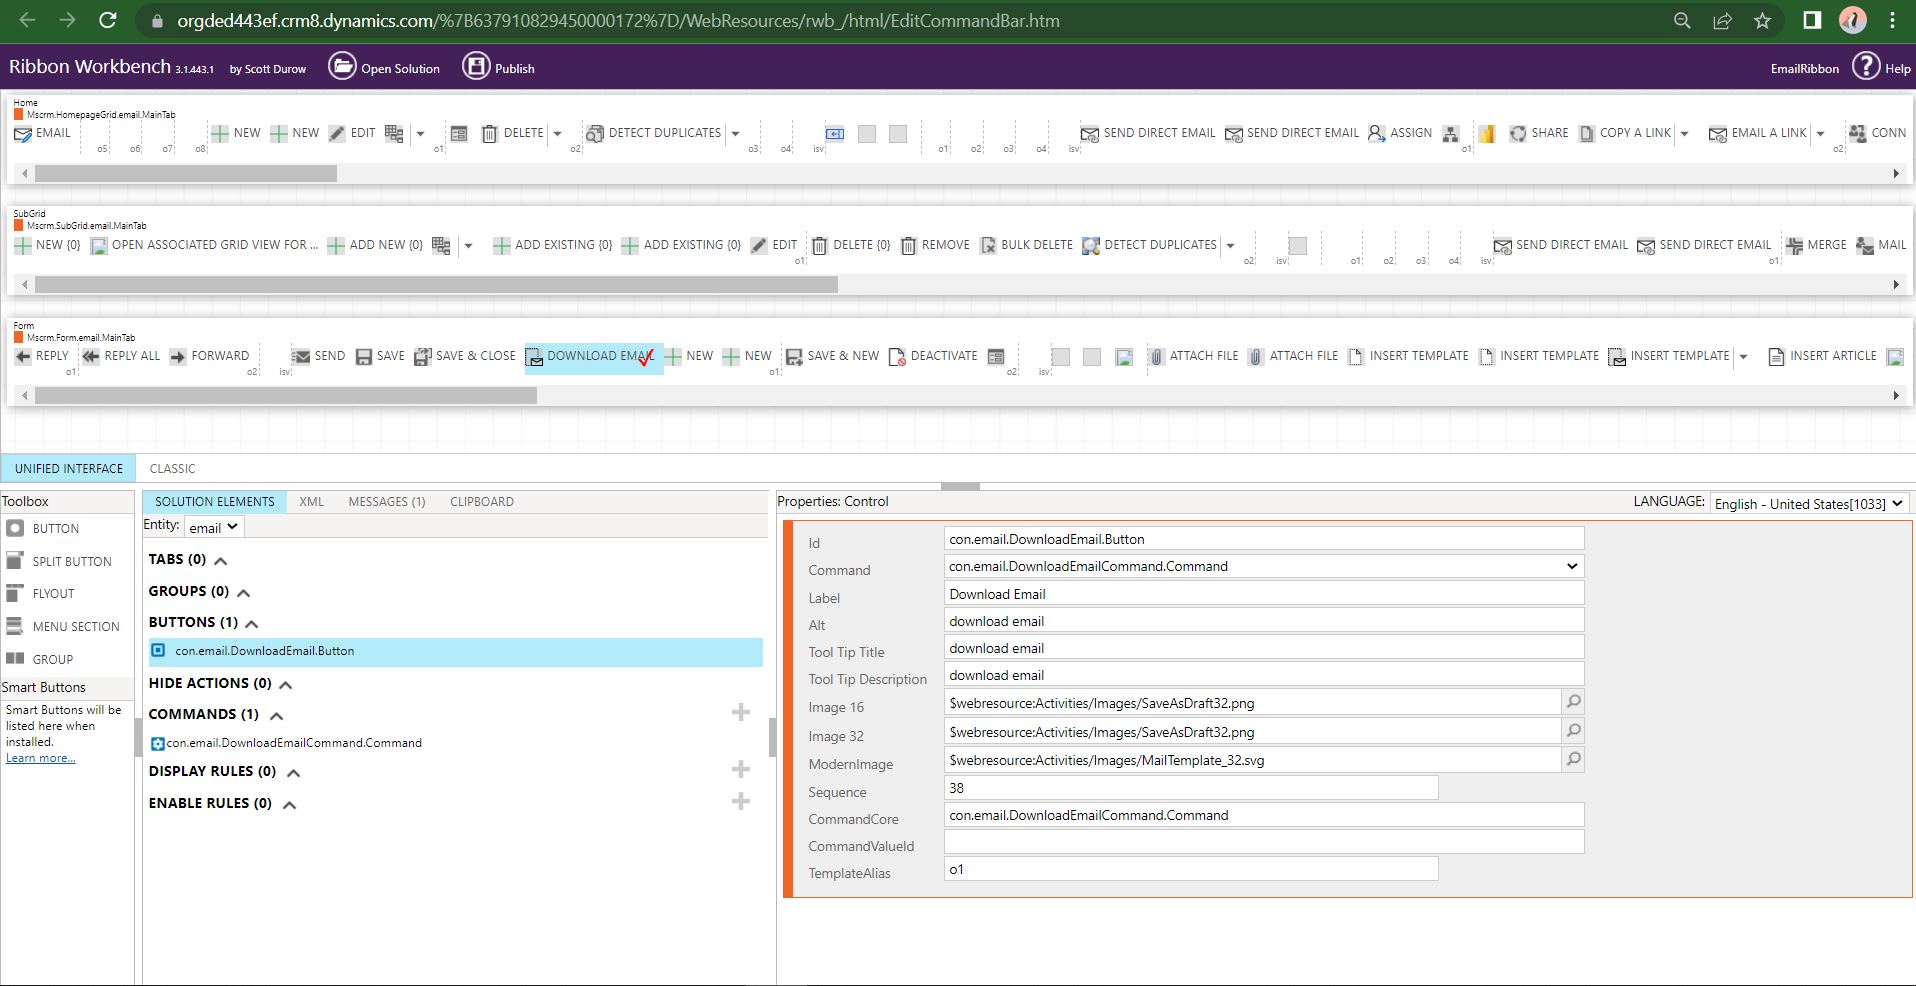 orgded443ef.crm8.dynamics.com/%7B637910829450000172%7D/WebResources/rwb_/html/EditCommandBar.htm
Ribbon Workbench 3.1.443.1 by Scott Durow Open Solution Publish EmailRibbon ? Help
Home
Mscrm.HomepageGrid.email.MainTab
EMAIL NEW NEW EDIT DELETE DETECT DUPLICATES SEND DIRECT EMAIL SEND DIRECT EMAIL ASSIGN SHARE COPY A LINK EMAIL A LINK CONN
o5 o6 o7 o8 o1 o2 o3 o4 isv o1 o2 o3 o4 isv o1 o2
SubGrid
Mscrm.SubGrid.email.MainTab
NEW {0} OPEN ASSOCIATED GRID VIEW FOR ... ADD NEW {0} ADD EXISTING {0} ADD EXISTING {0} EDIT DELETE {0} REMOVE BULK DELETE DETECT DUPLICATES SEND DIRECT EMAIL SEND DIRECT EMAIL MERGE MAIL
o1 o2 isv o1 o2 o3 o4 isv o1
Form
Mscrm.Form.email.MainTab
REPLY REPLY ALL FORWARD SEND SAVE SAVE & CLOSE DOWNLOAD EMAIL NEW NEW SAVE & NEW DEACTIVATE ATTACH FILE ATTACH FILE INSERT TEMPLATE INSERT TEMPLATE INSERT TEMPLATE INSERT ARTICLE
o1 o2 isv o1 o2 isv
UNIFIED INTERFACE CLASSIC
Toolbox
BUTTON
SPLIT BUTTON
FLYOUT
MENU SECTION
GROUP
Smart Buttons
Smart Buttons will be
listed here when
installed.
Learn more...
SOLUTION ELEMENTS XML MESSAGES (1) CLIPBOARD
Entity: email
TABS (0)
GROUPS (0)
BUTTONS (1)
con.email.DownloadEmail.Button
HIDE ACTIONS (0)
COMMANDS (1)
con.email.DownloadEmailCommand.Command
DISPLAY RULES (0)
ENABLE RULES (0)
Properties: Control LANGUAGE: English - United States[1033]
Id con.email.DownloadEmail.Button
Command con.email.DownloadEmailCommand.Command
Label Download Email
Alt download email
Tool Tip Title download email
Tool Tip Description download email
Image 16 $webresource:Activities/Images/SaveAsDraft32.png
Image 32 $webresource:Activities/Images/SaveAsDraft32.png
ModernImage $webresource:Activities/Images/MailTemplate_32.svg
Sequence 38
CommandCore con.email.DownloadEmailCommand.Command
CommandValueId
TemplateAlias o1